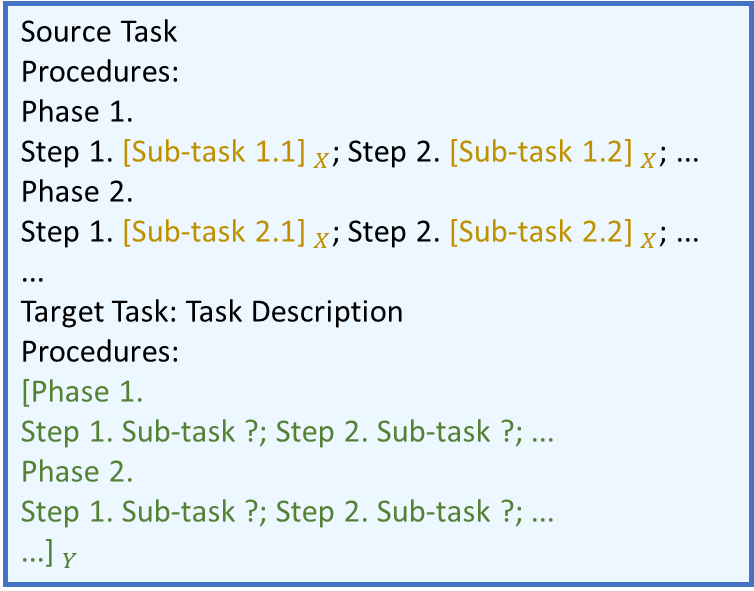 Source Task
Procedures:
Phase 1.
Step 1. [Sub-task 1.1] X; Step 2. [Sub-task 1.2] X; ...
Phase 2.
Step 1. [Sub-task 2.1] X; Step 2. [Sub-task 2.2] X; ...
...
Target Task: Task Description
Procedures:
[Phase 1.
Step 1. Sub-task ?; Step 2. Sub-task ?; ...
Phase 2.
Step 1. Sub-task ?; Step 2. Sub-task ?; ...
...] Y